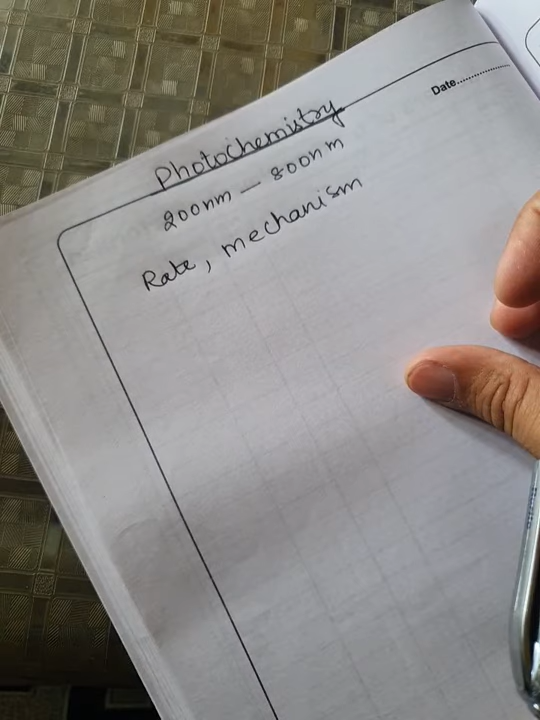 Date..................
Photochemistry
200nm — 800nm
Rate, mechanism